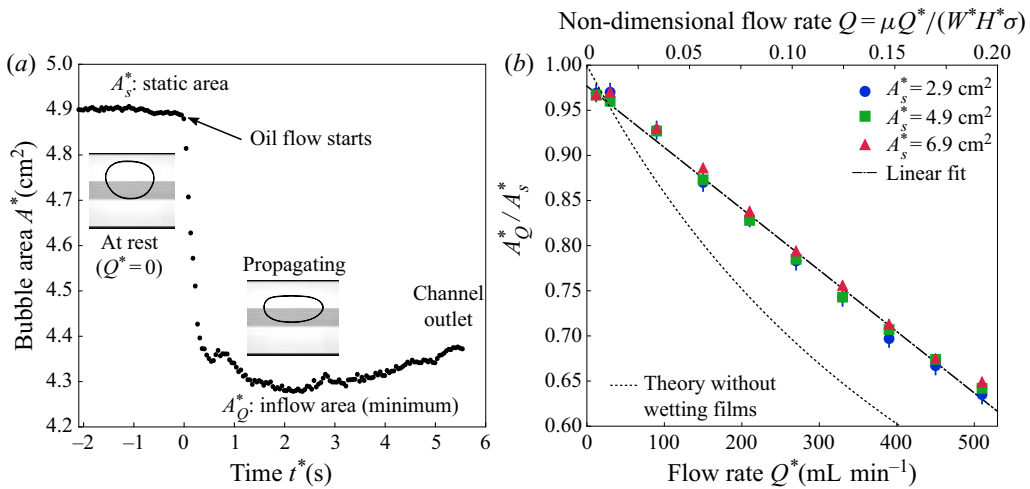 (a)
5.0
4.9
4.8
4.7
4.6
4.5
4.4
4.3
4.2
Bubble area A*(cm²)
A*ₛ: static area
Oil flow starts
At rest
(Q* = 0)
Propagating
Channel
outlet
A*_Q: inflow area (minimum)
−2 −1 0 1 2 3 4 5 6
Time t*(s)
Non-dimensional flow rate Q = μQ*/(W*H*σ)
0 0.05 0.10 0.15 0.20
(b)
1.00
0.95
0.90
0.85
0.80
0.75
0.70
0.65
0.60
A*_Q/A*ₛ
A*ₛ = 2.9 cm²
A*ₛ = 4.9 cm²
A*ₛ = 6.9 cm²
Linear fit
Theory without
wetting films
0 100 200 300 400 500
Flow rate Q*(mL min⁻¹)